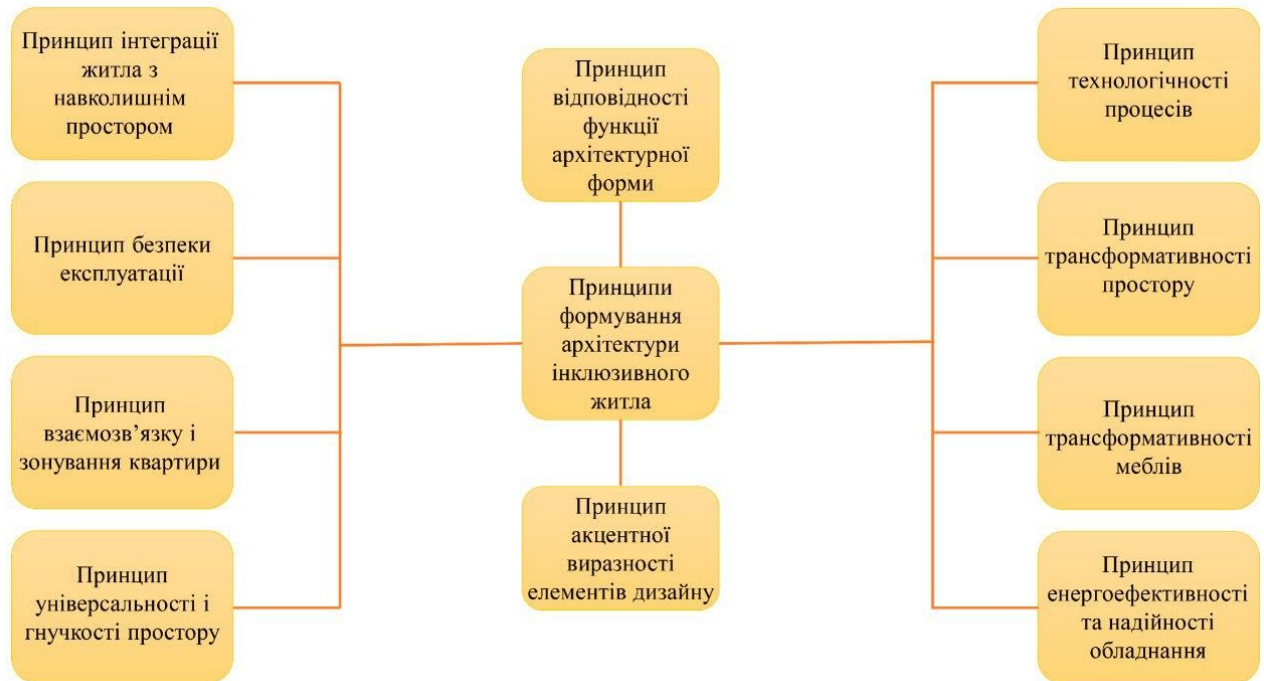 Принцип інтеграції
житла з
навколишнім
простором
Принцип безпеки
експлуатації
Принцип
взаємозв’язку і
зонування квартири
Принцип
універсальності і
гнучкості простору
Принцип
відповідності
функції
архітектурної
форми
Принципи
формування
архітектури
інклюзивного
житла
Принцип
акцентної
виразності
елементів дизайну
Принцип
технологічності
процесів
Принцип
трансформативності
простору
Принцип
трансформативності
меблів
Принцип
енергоефективності
та надійності
обладнання